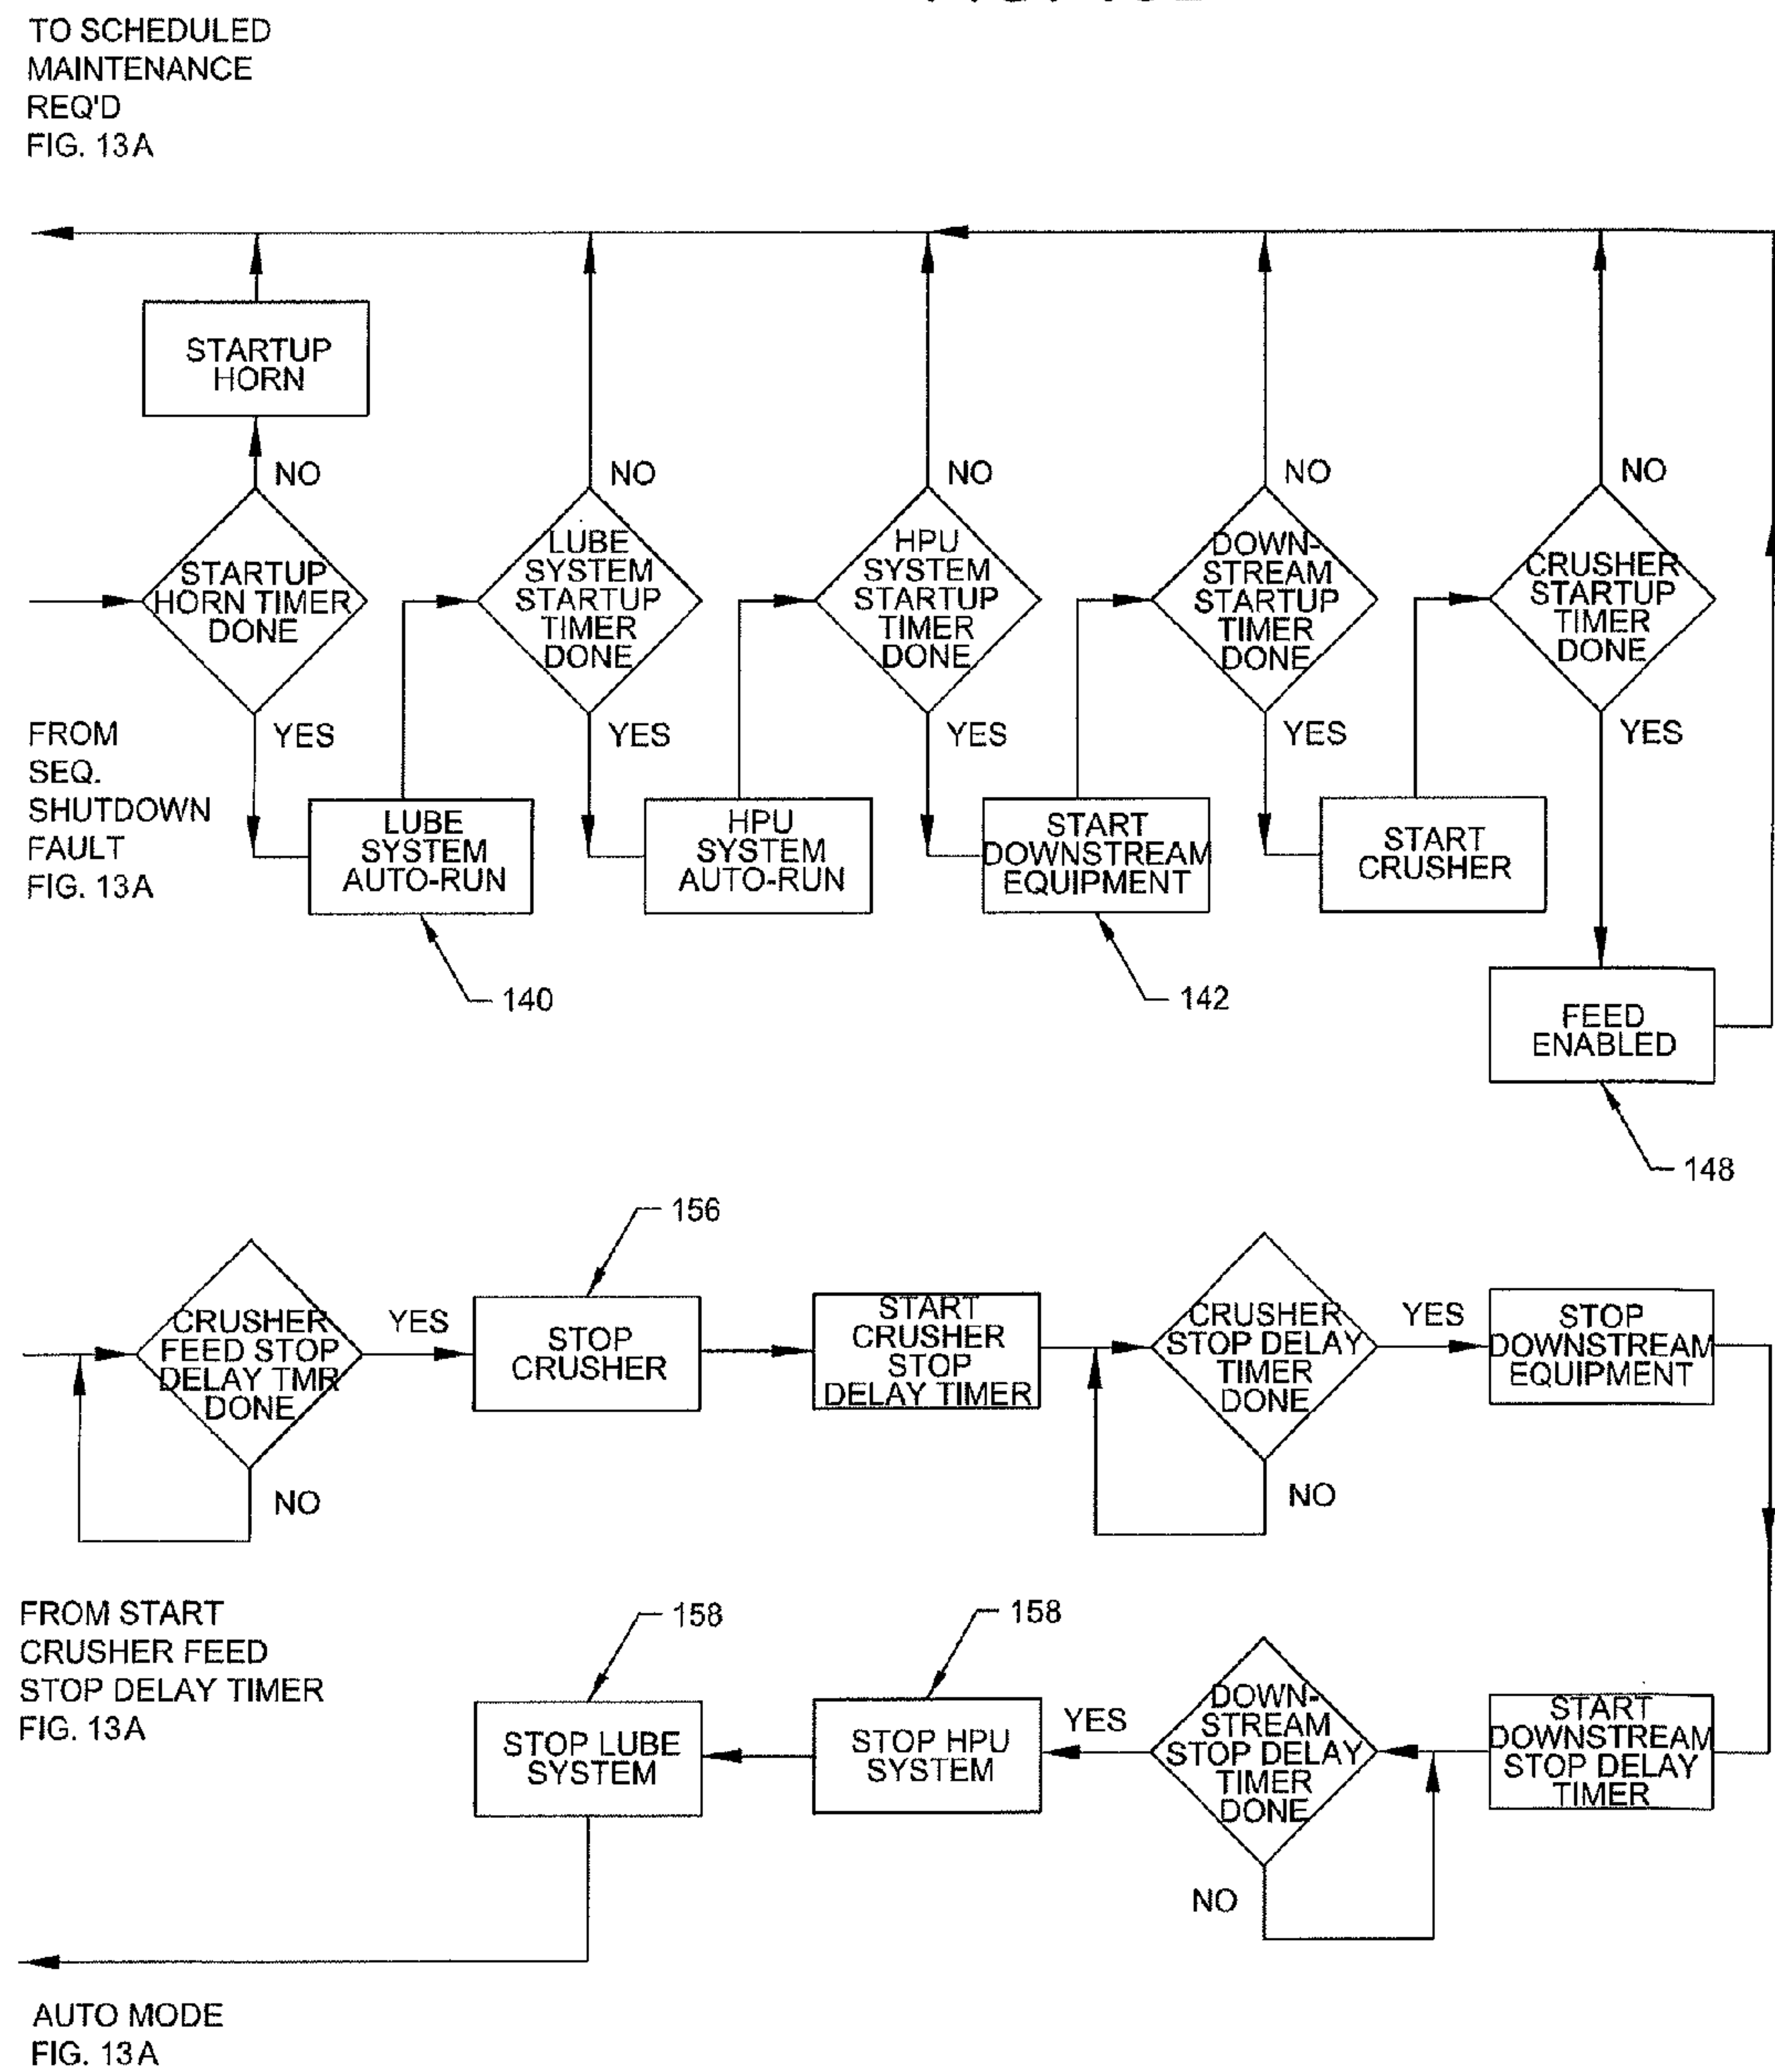 TO SCHEDULED
MAINTENANCE
REQ'D
FIG. 13A
STARTUP
HORN
NO
NO
NO
NO
NO
STARTUP
HORN TIMER
DONE
LUBE
SYSTEM
STARTUP
TIMER
DONE
HPU
SYSTEM
STARTUP
TIMER
DONE
DOWN-
STREAM
STARTUP
TIMER
DONE
CRUSHER
STARTUP
TIMER
DONE
FROM
SEQ.
SHUTDOWN
FAULT
FIG. 13A
YES
YES
YES
YES
YES
LUBE
SYSTEM
AUTO-RUN
HPU
SYSTEM
AUTO-RUN
START
DOWNSTREAM
EQUIPMENT
START
CRUSHER
140
142
FEED
ENABLED
148
156
CRUSHER
FEED STOP
DELAY TMR
DONE
YES
STOP
CRUSHER
START
CRUSHER
STOP
DELAY TIMER
CRUSHER
STOP DELAY
TIMER
DONE
YES
STOP
DOWNSTREAM
EQUIPMENT
NO
NO
FROM START
CRUSHER FEED
STOP DELAY TIMER
FIG. 13A
158
158
STOP LUBE
SYSTEM
STOP HPU
SYSTEM
YES
DOWN-
STREAM
STOP DELAY
TIMER
DONE
START
DOWNSTREAM
STOP DELAY
TIMER
NO
AUTO MODE
FIG. 13A